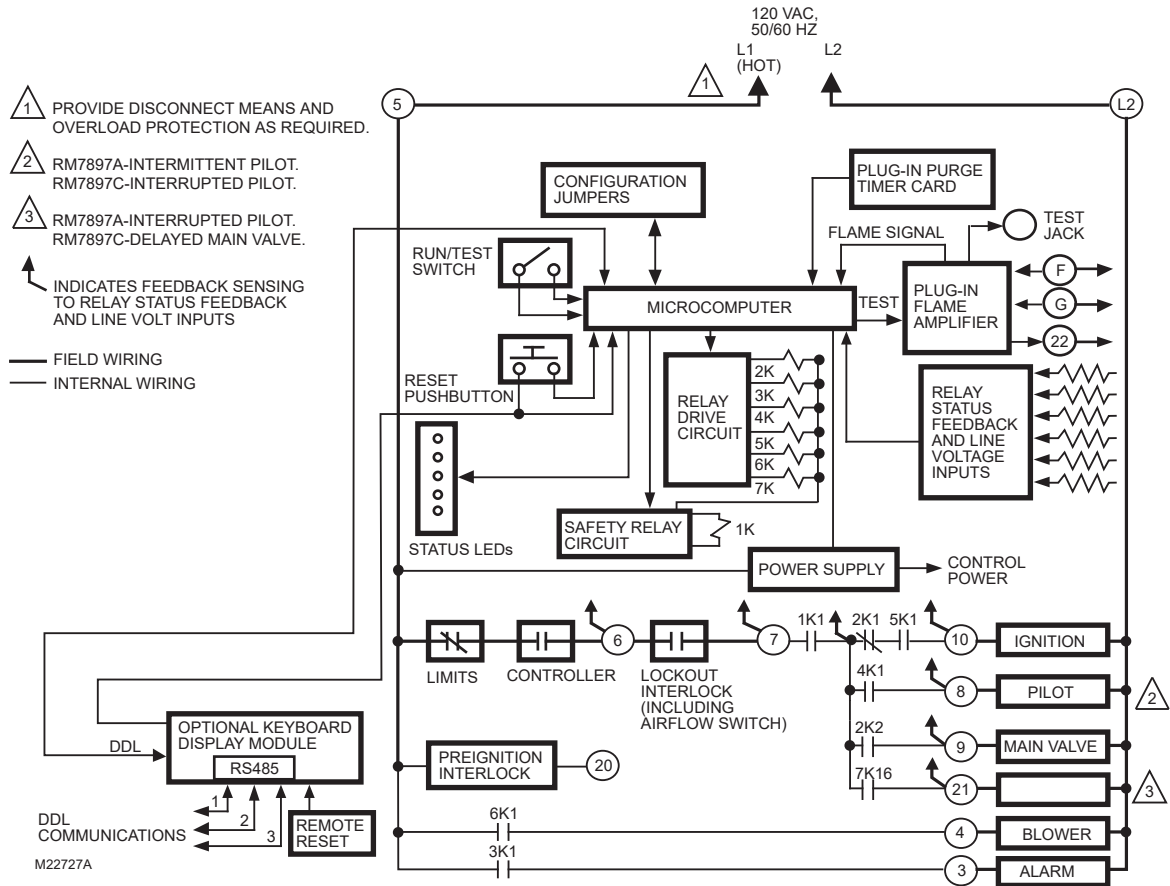 120 VAC,
50/60 HZ
L1
(HOT)
L2
1
5
L2
1 PROVIDE DISCONNECT MEANS AND
OVERLOAD PROTECTION AS REQUIRED.
2 RM7897A-INTERMITTENT PILOT.
RM7897C-INTERRUPTED PILOT.
3 RM7897A-INTERRUPTED PILOT.
RM7897C-DELAYED MAIN VALVE.
INDICATES FEEDBACK SENSING
TO RELAY STATUS FEEDBACK
AND LINE VOLT INPUTS
FIELD WIRING
INTERNAL WIRING
CONFIGURATION
JUMPERS
PLUG-IN PURGE
TIMER CARD
RUN/TEST
SWITCH
FLAME SIGNAL
TEST
JACK
MICROCOMPUTER
TEST
PLUG-IN
FLAME
AMPLIFIER
F
G
22
RESET
PUSHBUTTON
RELAY
DRIVE
CIRCUIT
2K
3K
4K
5K
6K
7K
RELAY
STATUS
FEEDBACK
AND LINE
VOLTAGE
INPUTS
STATUS LEDs
SAFETY RELAY
CIRCUIT
1K
POWER SUPPLY
CONTROL
POWER
LIMITS
CONTROLLER
6
LOCKOUT
INTERLOCK
(INCLUDING
AIRFLOW SWITCH)
7
1K1
2K1
5K1
10
IGNITION
4K1
8
PILOT
2
2K2
9
MAIN VALVE
7K16
21
3
PREIGNITION
INTERLOCK
20
OPTIONAL KEYBOARD
DISPLAY MODULE
RS485
DDL
1
2
3
DDL
COMMUNICATIONS
REMOTE
RESET
6K1
4
BLOWER
3K1
3
ALARM
M22727A